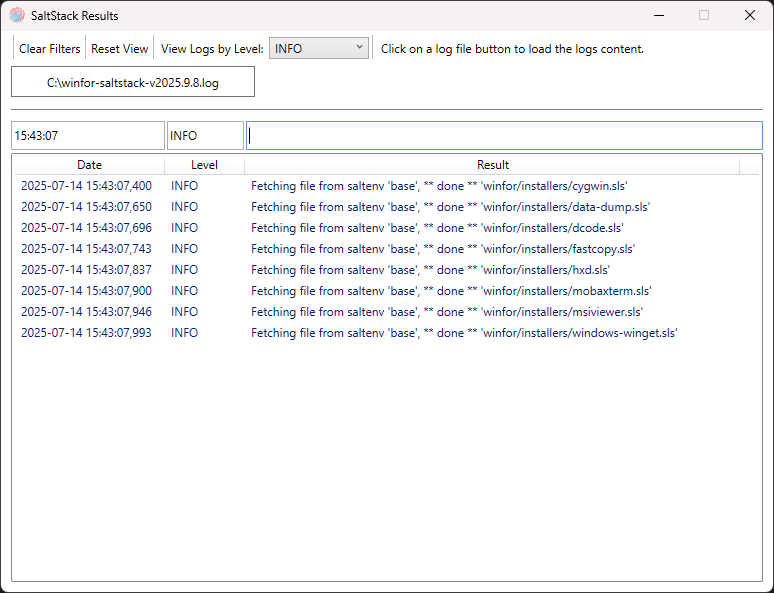 SaltStack Results
Clear Filters Reset View View Logs by Level: INFO Click on a log file button to load the logs content.
C:\winfor-saltstack-v2025.9.8.log
15:43:07 INFO
Date Level Result
2025-07-14 15:43:07,400 INFO Fetching file from saltenv 'base', ** done ** 'winfor/installers/cygwin.sls'
2025-07-14 15:43:07,650 INFO Fetching file from saltenv 'base', ** done ** 'winfor/installers/data-dump.sls'
2025-07-14 15:43:07,696 INFO Fetching file from saltenv 'base', ** done ** 'winfor/installers/dcode.sls'
2025-07-14 15:43:07,743 INFO Fetching file from saltenv 'base', ** done ** 'winfor/installers/fastcopy.sls'
2025-07-14 15:43:07,837 INFO Fetching file from saltenv 'base', ** done ** 'winfor/installers/hxd.sls'
2025-07-14 15:43:07,900 INFO Fetching file from saltenv 'base', ** done ** 'winfor/installers/mobaxterm.sls'
2025-07-14 15:43:07,946 INFO Fetching file from saltenv 'base', ** done ** 'winfor/installers/msiviewer.sls'
2025-07-14 15:43:07,993 INFO Fetching file from saltenv 'base', ** done ** 'winfor/installers/windows-winget.sls'